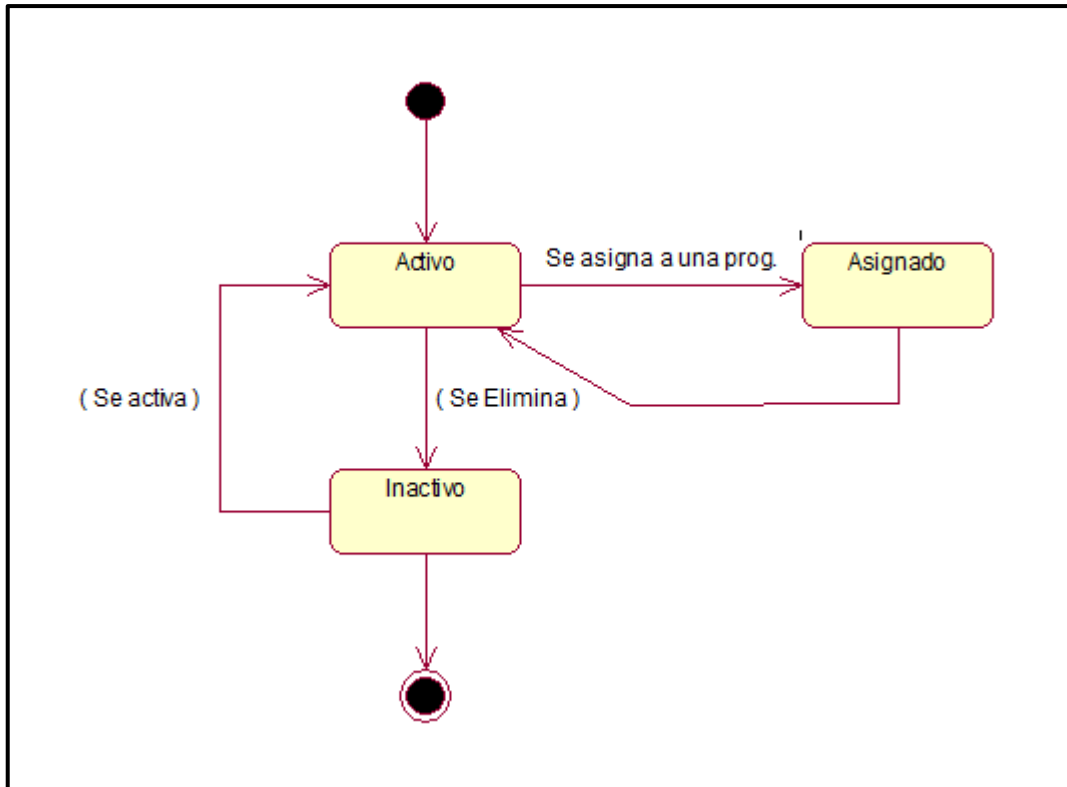 Activo
Se asigna a una prog.
Asignado
( Se activa )
( Se Elimina )
Inactivo